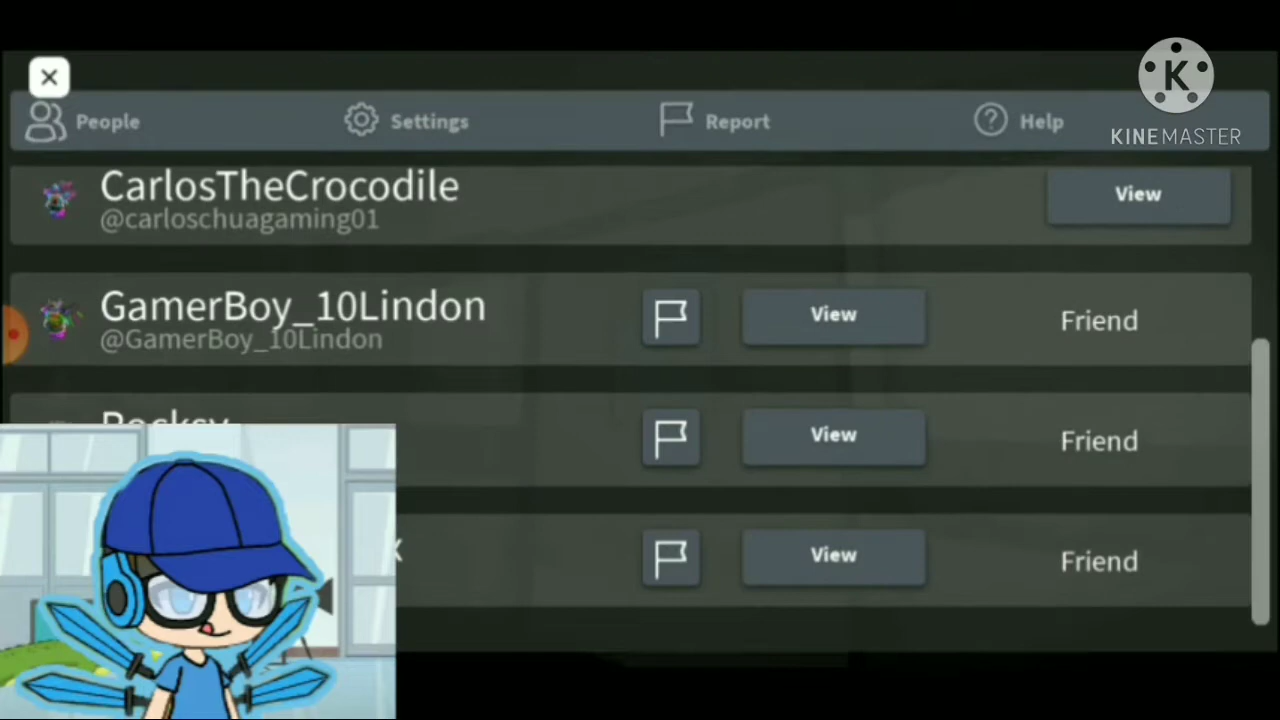 KINEMASTER
People Settings Report Help
CarlosTheCrocodile View
@carloschuagaming01
GamerBoy_10Lindon View Friend
@GamerBoy_10Lindon
View Friend
View Friend